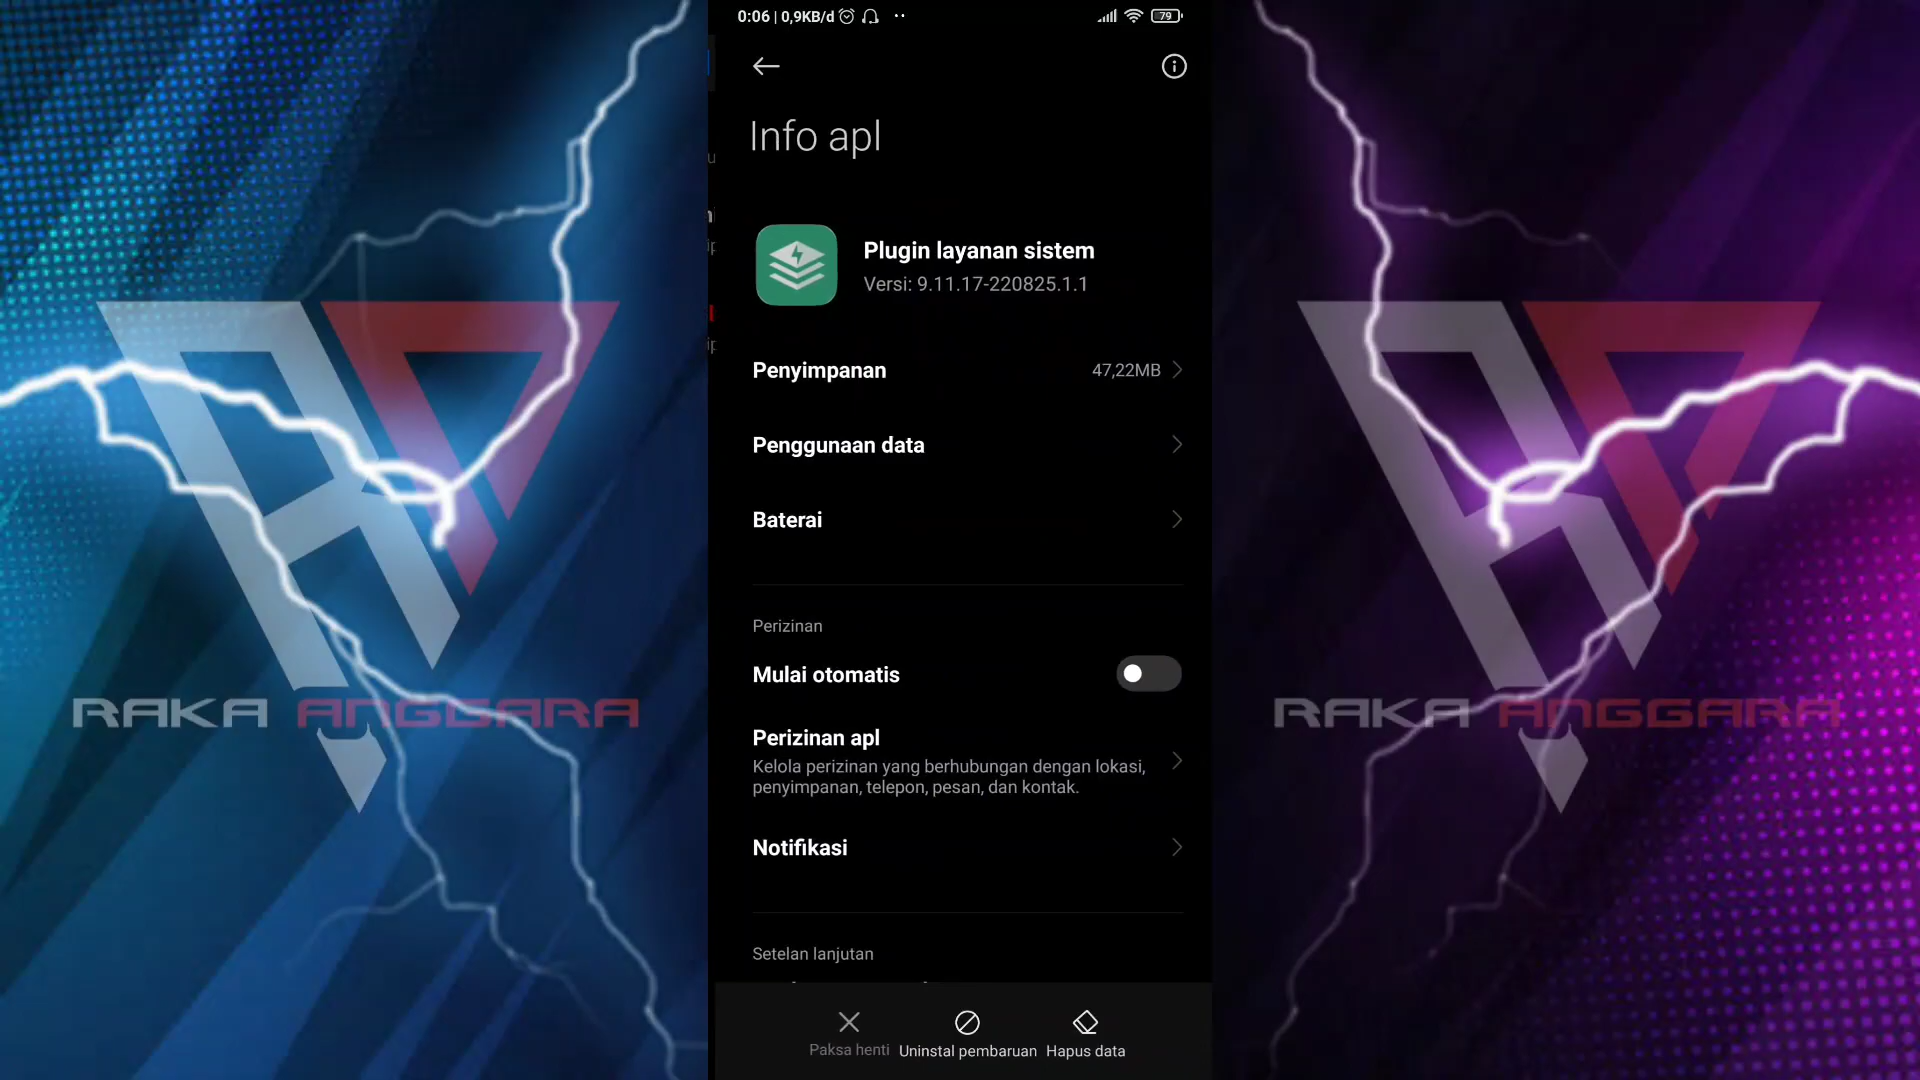 0:06 | 0,9KB/d
79
Info apl
Plugin layanan sistem
Versi: 9.11.17-220825.1.1
Penyimpanan 47,22MB
Penggunaan data
Baterai
Perizinan
Mulai otomatis
RAKA ANGGARA
RAKA ANGGARA
Perizinan apl
Kelola perizinan yang berhubungan dengan lokasi,
penyimpanan, telepon, pesan, dan kontak.
Notifikasi
Setelan lanjutan
Paksa henti Uninstal pembaruan Hapus data